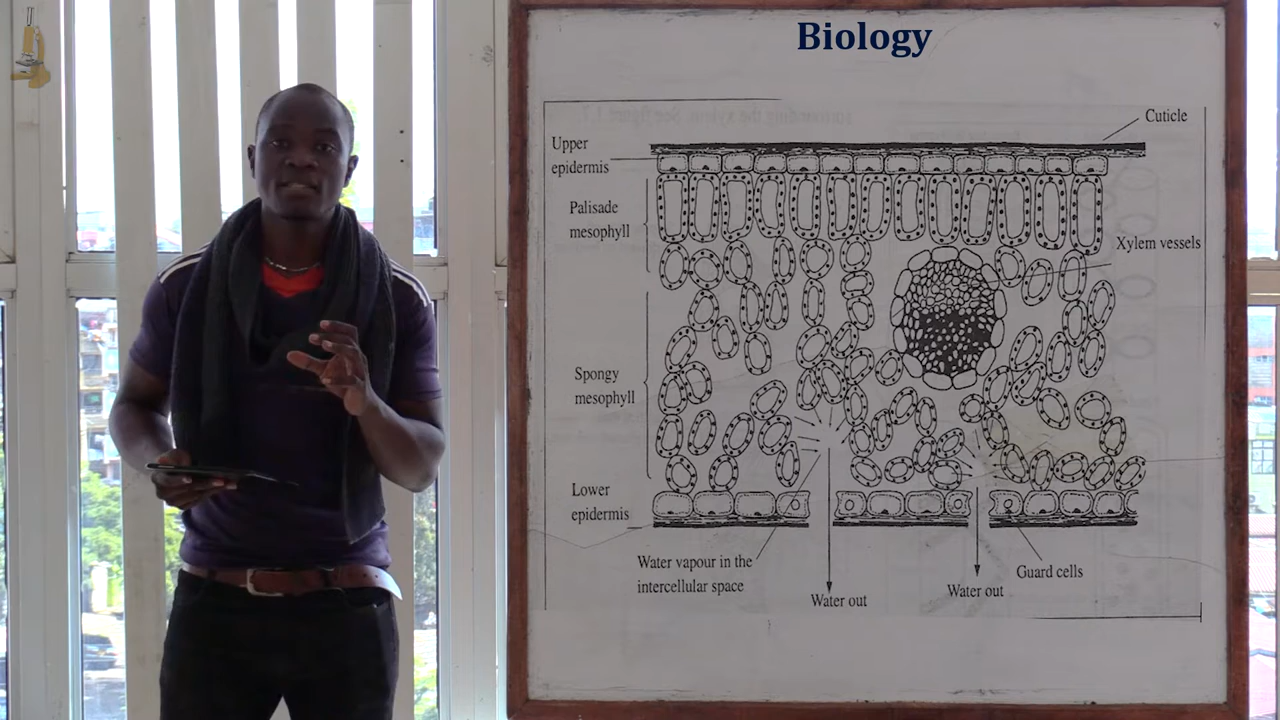 Biology
Cuticle
Upper
epidermis
Palisade
mesophyll
Xylem vessels
Spongy
mesophyll
Lower
epidermis
Water vapour in the
intercellular space
Water out
Water out
Guard cells